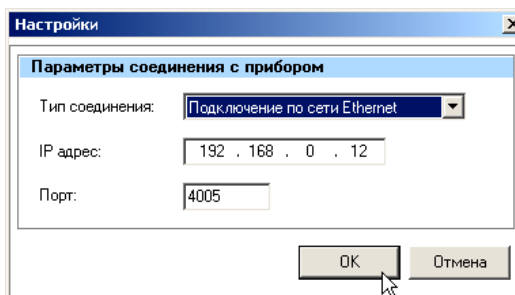 Настройки
Параметры соединения с прибором
Тип соединения: Подключение по сети Ethernet
IP адрес: 192 . 168 . 0 . 12
Порт: 4005
OK Отмена